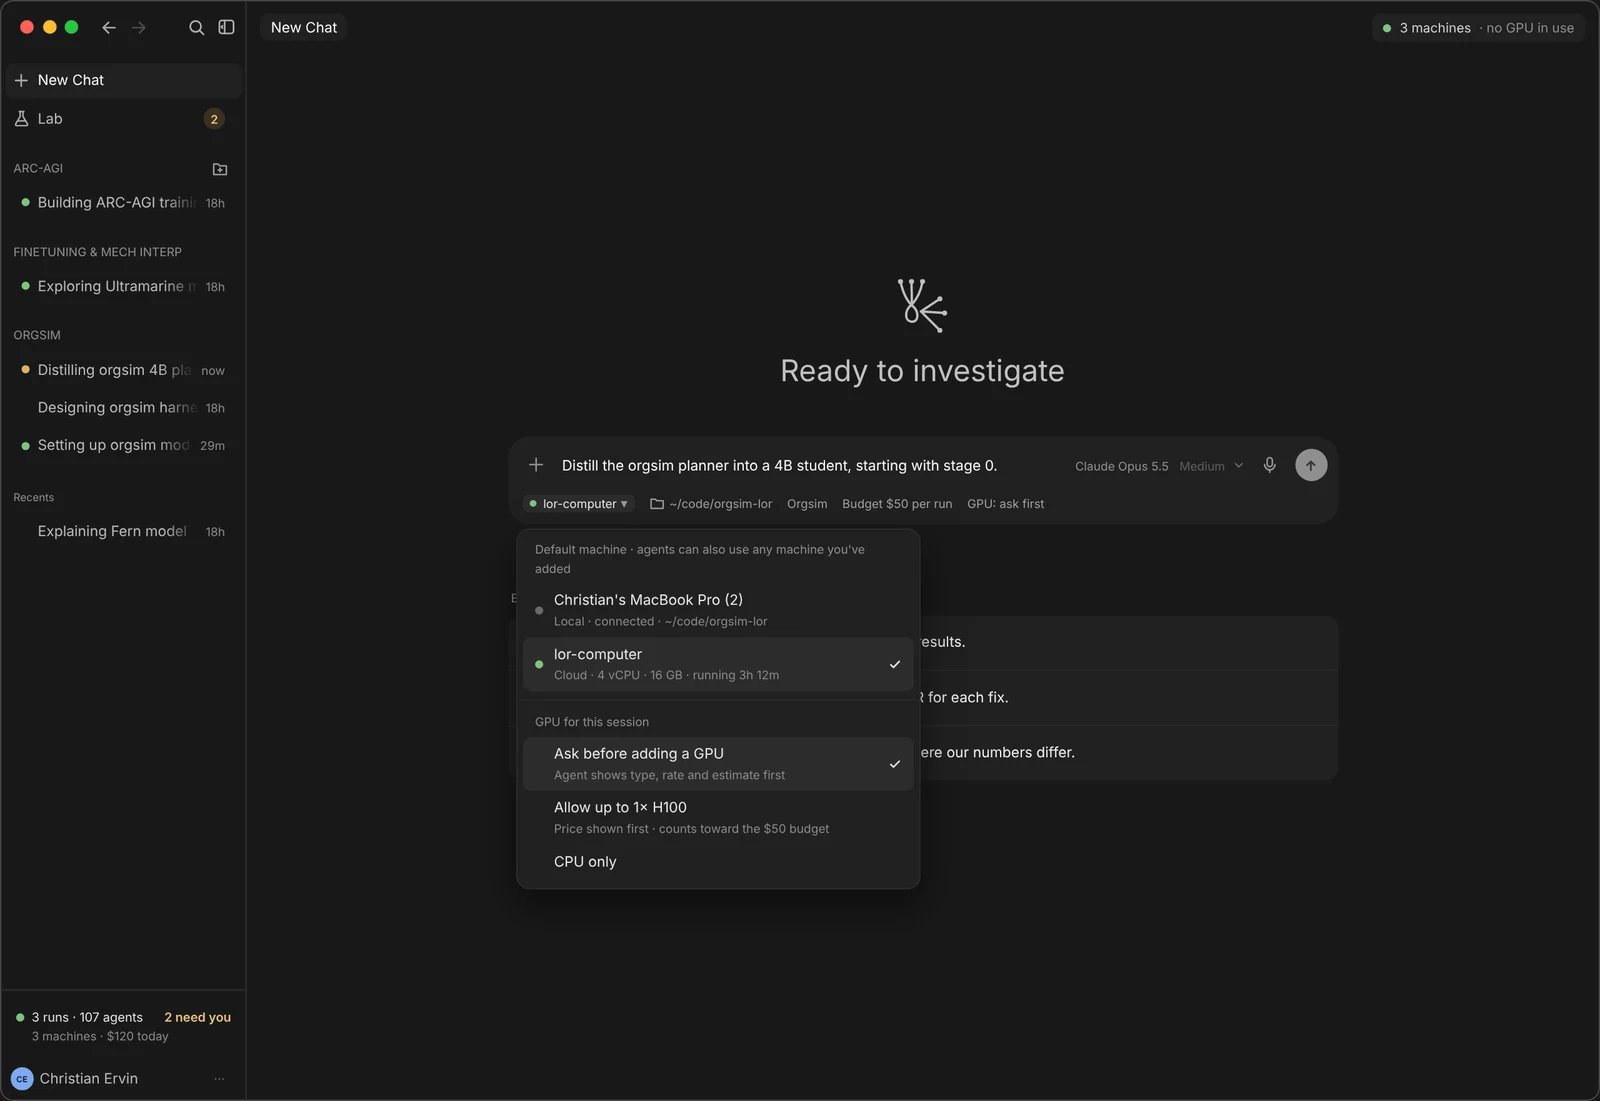 New Chat
3 machines · no GPU in use
New Chat
Lab
2
ARC-AGI
Building ARC-AGI
18h
FINETUNING & MECH INTERP
Exploring Ultramarine
18h
ORGSIM
Distilling orgsim 4B
now
Designing orgsim
18h
Setting up orgsim
29m
Recents
Explaining Fern model
18h
Ready to investigate
Distill the orgsim planner into a 4B student, starting with stage 0.
Claude Opus 5.5 Medium
lor-computer ▾ ~/code/orgsim-lor Orgsim Budget $50 per run GPU: ask first
Default machine · agents can also use any machine you've
added
Christian's MacBook Pro (2)
Local · connected · ~/code/orgsim-lor
lor-computer
Cloud · 4 vCPU · 16 GB · running 3h 12m
GPU for this session
Ask before adding a GPU
Agent shows type, rate and estimate first
Allow up to 1× H100
Price shown first · counts toward the $50 budget
CPU only
for each fix.
our numbers differ.
3 runs · 107 agents 2 need you
3 machines · $120 today
CE
Christian Ervin